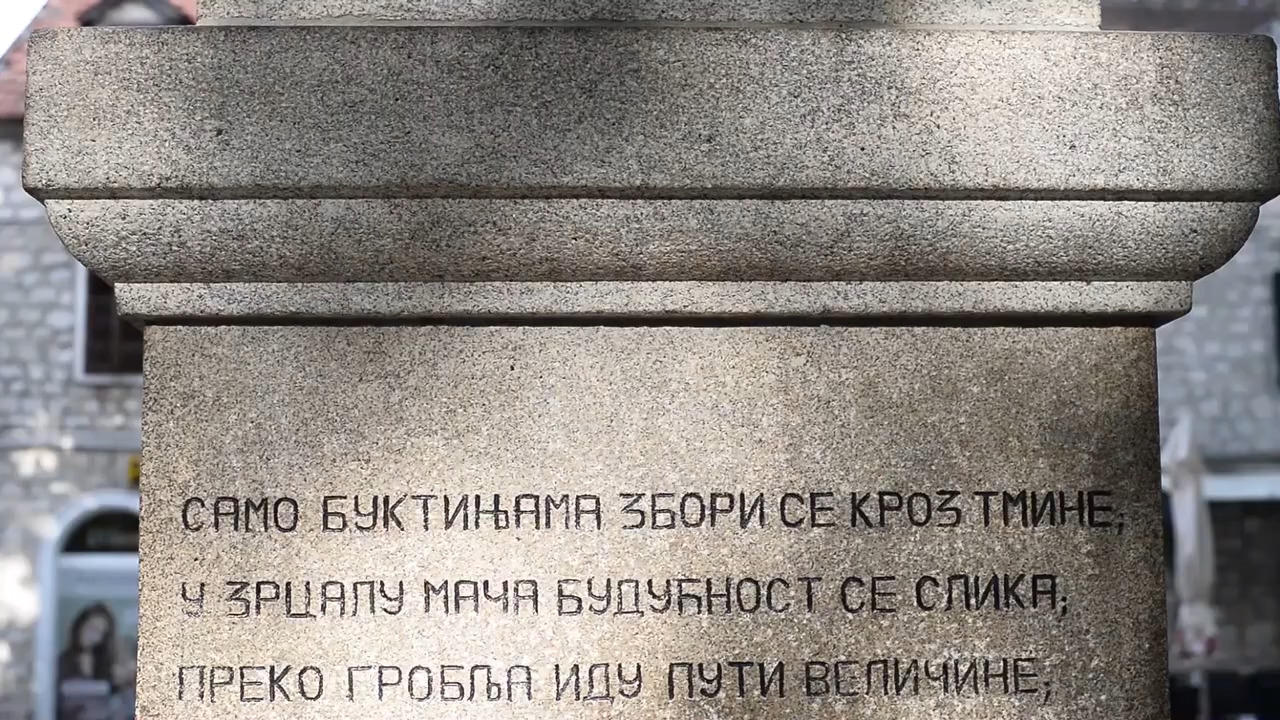 САМО БУКТИЊАМА ЗБОРИ СЕ КРОЗ ТМИНЕ;
У ЗРЦАЛУ МАЧА БУДУЋНОСТ СЕ СЛИКА;
ПРЕКО ГРОБЉА ИДУ ПУТИ ВЕЛИЧИНЕ;